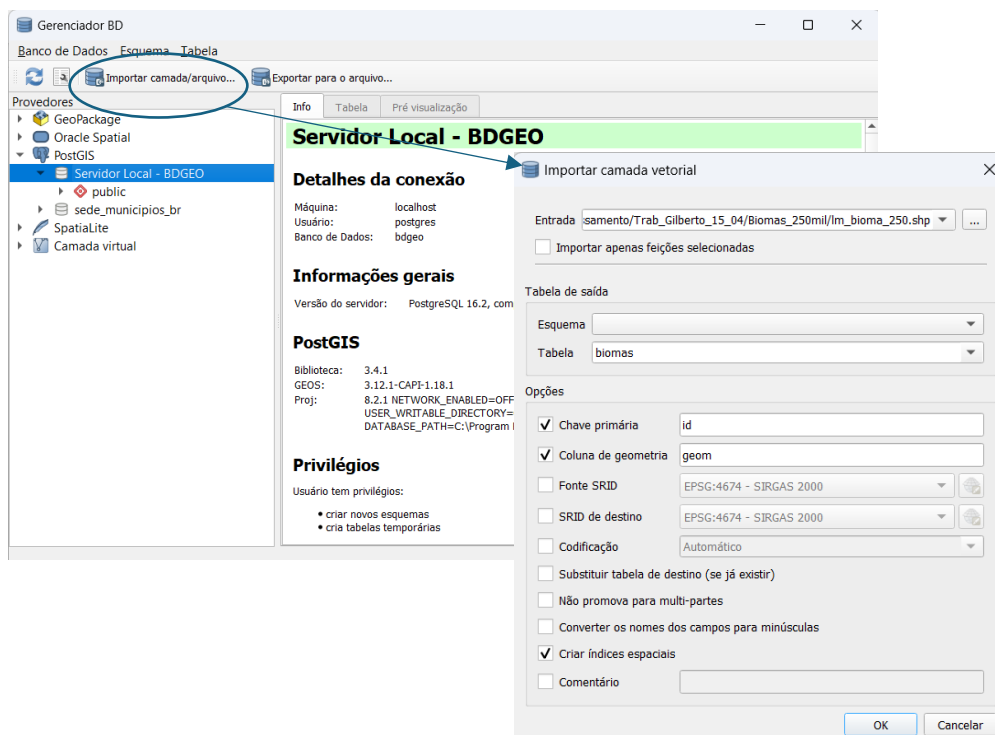 Gerenciador BD
Banco de Dados Esquema Tabela
Importar camada/arquivo... Exportar para o arquivo...
Provedores
GeoPackage
Oracle Spatial
PostGIS
Servidor Local - BDGEO
public
sede_municipios_br
SpatiaLite
Camada virtual
Info Tabela Pré visualização
Servidor Local - BDGEO
Detalhes da conexão
Máquina: localhost
Usuário: postgres
Banco de Dados: bdgeo
Informações gerais
Versão do servidor: PostgreSQL 16.2, com
PostGIS
Biblioteca: 3.4.1
GEOS: 3.12.1-CAPI-1.18.1
Proj: 8.2.1 NETWORK_ENABLED=OFF
USER_WRITABLE_DIRECTORY=
DATABASE_PATH=C:\Program
Privilégios
Usuário tem privilégios:
• criar novos esquemas
• cria tabelas temporárias
Importar camada vetorial
Entrada samento/Trab_Gilberto_15_04/Biomas_250mil/lm_bioma_250.shp ...
Importar apenas feições selecionadas
Tabela de saída
Esquema
Tabela biomas
Opções
Chave primária id
Coluna de geometria geom
Fonte SRID EPSG:4674 - SIRGAS 2000
SRID de destino EPSG:4674 - SIRGAS 2000
Codificação Automático
Substituir tabela de destino (se já existir)
Não promova para multi-partes
Converter os nomes dos campos para minúsculas
Criar índices espaciais
Comentário
OK Cancelar